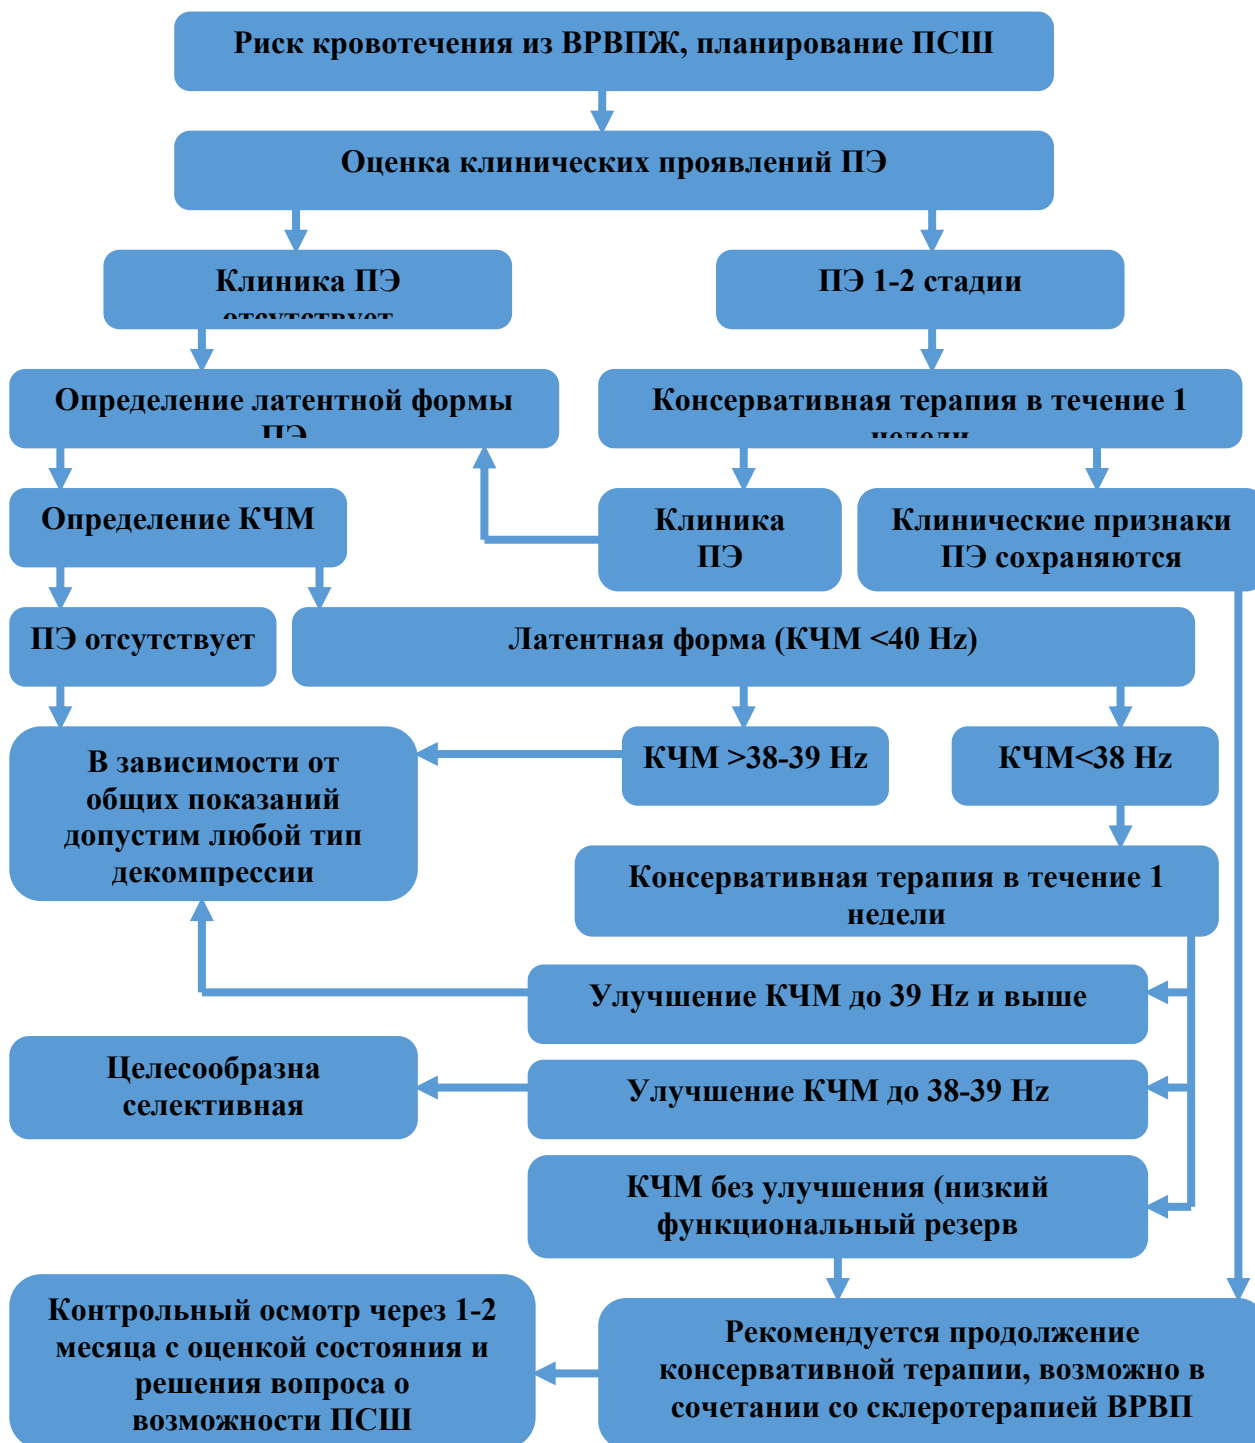 Риск кровотечения из ВРВПЖ, планирование ПСШ
Оценка клинических проявлений ПЭ
Клиника ПЭ
отсутствует
ПЭ 1-2 стадии
Определение латентной формы
ПЭ
Консервативная терапия в течение 1
недели
Определение КЧМ
Клиника
ПЭ
Клинические признаки
ПЭ сохраняются
ПЭ отсутствует
Латентная форма (КЧМ <40 Hz)
В зависимости от
общих показаний
допустим любой тип
декомпрессии
КЧМ >38-39 Hz
КЧМ<38 Hz
Консервативная терапия в течение 1
недели
Улучшение КЧМ до 39 Hz и выше
Целесообразна
селективная
Улучшение КЧМ до 38-39 Hz
КЧМ без улучшения (низкий
функциональный резерв
Контрольный осмотр через 1-2
месяца с оценкой состояния и
решения вопроса о
возможности ПСШ
Рекомендуется продолжение
консервативной терапии, возможно в
сочетании со склеротерапией ВРВП